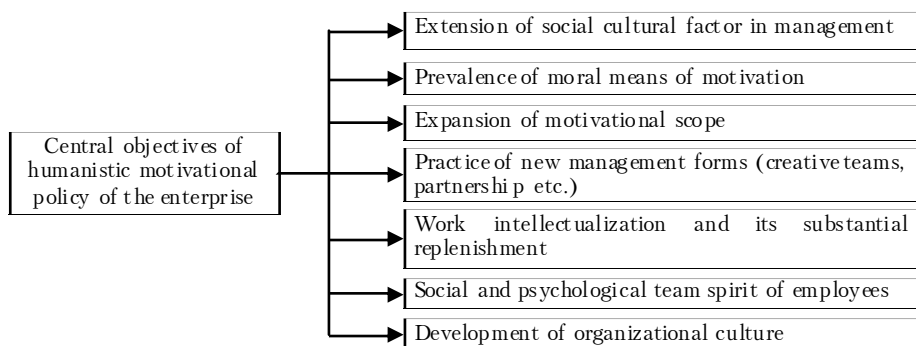 Extension of social cultural factor in management
Prevalence of moral means of motivation
Expansion of motivational scope
Central objectives of
humanistic motivational
policy of the enterprise
Practice of new management forms (creative teams,
partnership etc.)
Work intellectualization and its substantial
replenishment
Social and psychological team spirit of employees
Development of organizational culture